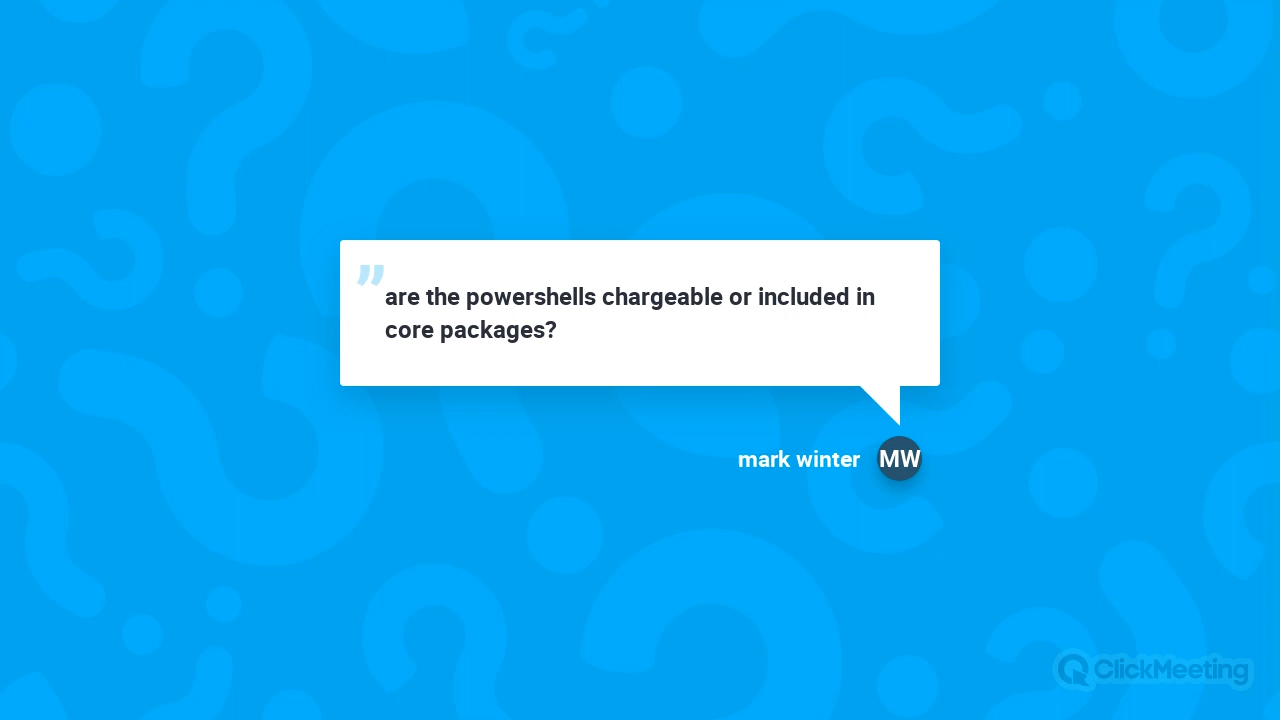 ”
are the powershells chargeable or included in
core packages?
mark winter MW
ClickMeeting